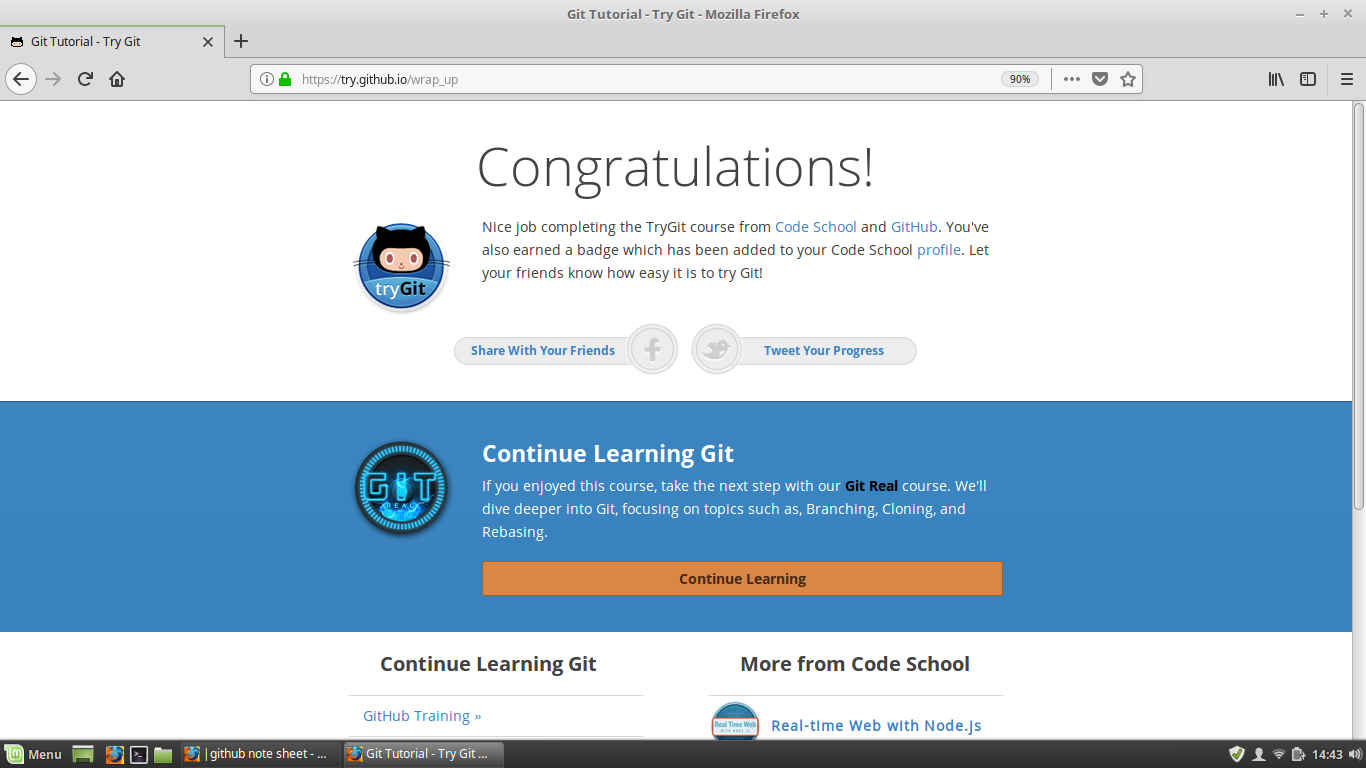 Git Tutorial - Try Git - Mozilla Firefox
Git Tutorial - Try Git
https://try.github.io/wrap_up
90%
Congratulations!
Nice job completing the TryGit course from Code School and GitHub. You've
also earned a badge which has been added to your Code School profile. Let
your friends know how easy it is to try Git!
tryGit
Share With Your Friends
Tweet Your Progress
Continue Learning Git
If you enjoyed this course, take the next step with our Git Real course. We'll
dive deeper into Git, focusing on topics such as, Branching, Cloning, and
Rebasing.
GIT
REAL
Continue Learning
Continue Learning Git
More from Code School
GitHub Training »
Real Time Web
WITH NODE.JS
Real-time Web with Node.js
Menu
|github note sheet - ...
Git Tutorial - Try Git ...
14:43